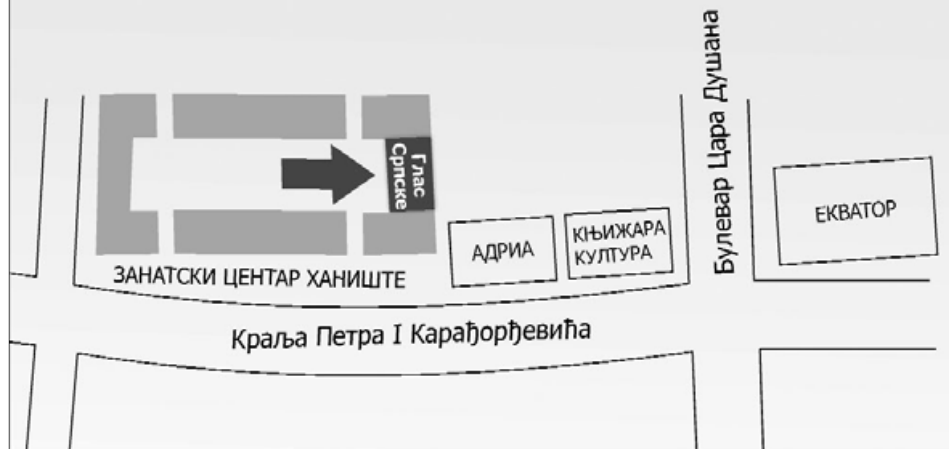 Глас
Српске
АДРИА
КЊИЖАРА
КУЛТУРА
Булевар Цара Душана
ЕКВАТОР
ЗАНАТСКИ ЦЕНТАР ХАНИШТЕ
Краља Петра I Карађорђевића